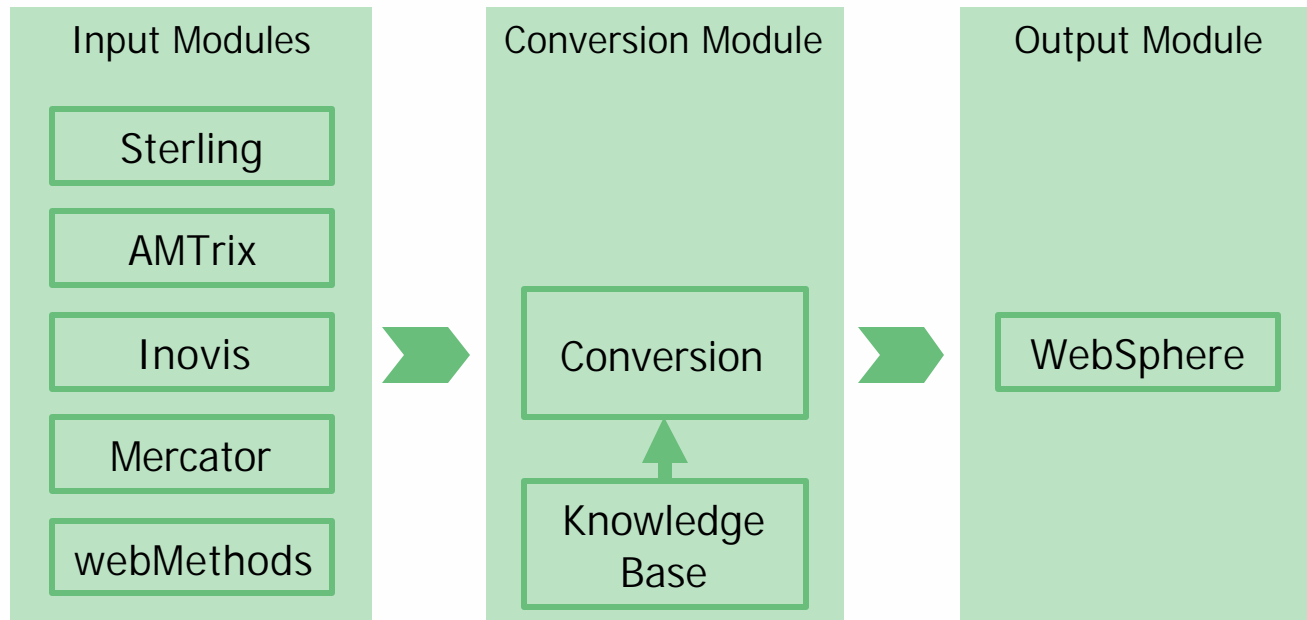 Input Modules
Sterling
AMTrix
Inovis
Mercator
webMethods
Conversion Module
Conversion
Knowledge
Base
Output Module
WebSphere